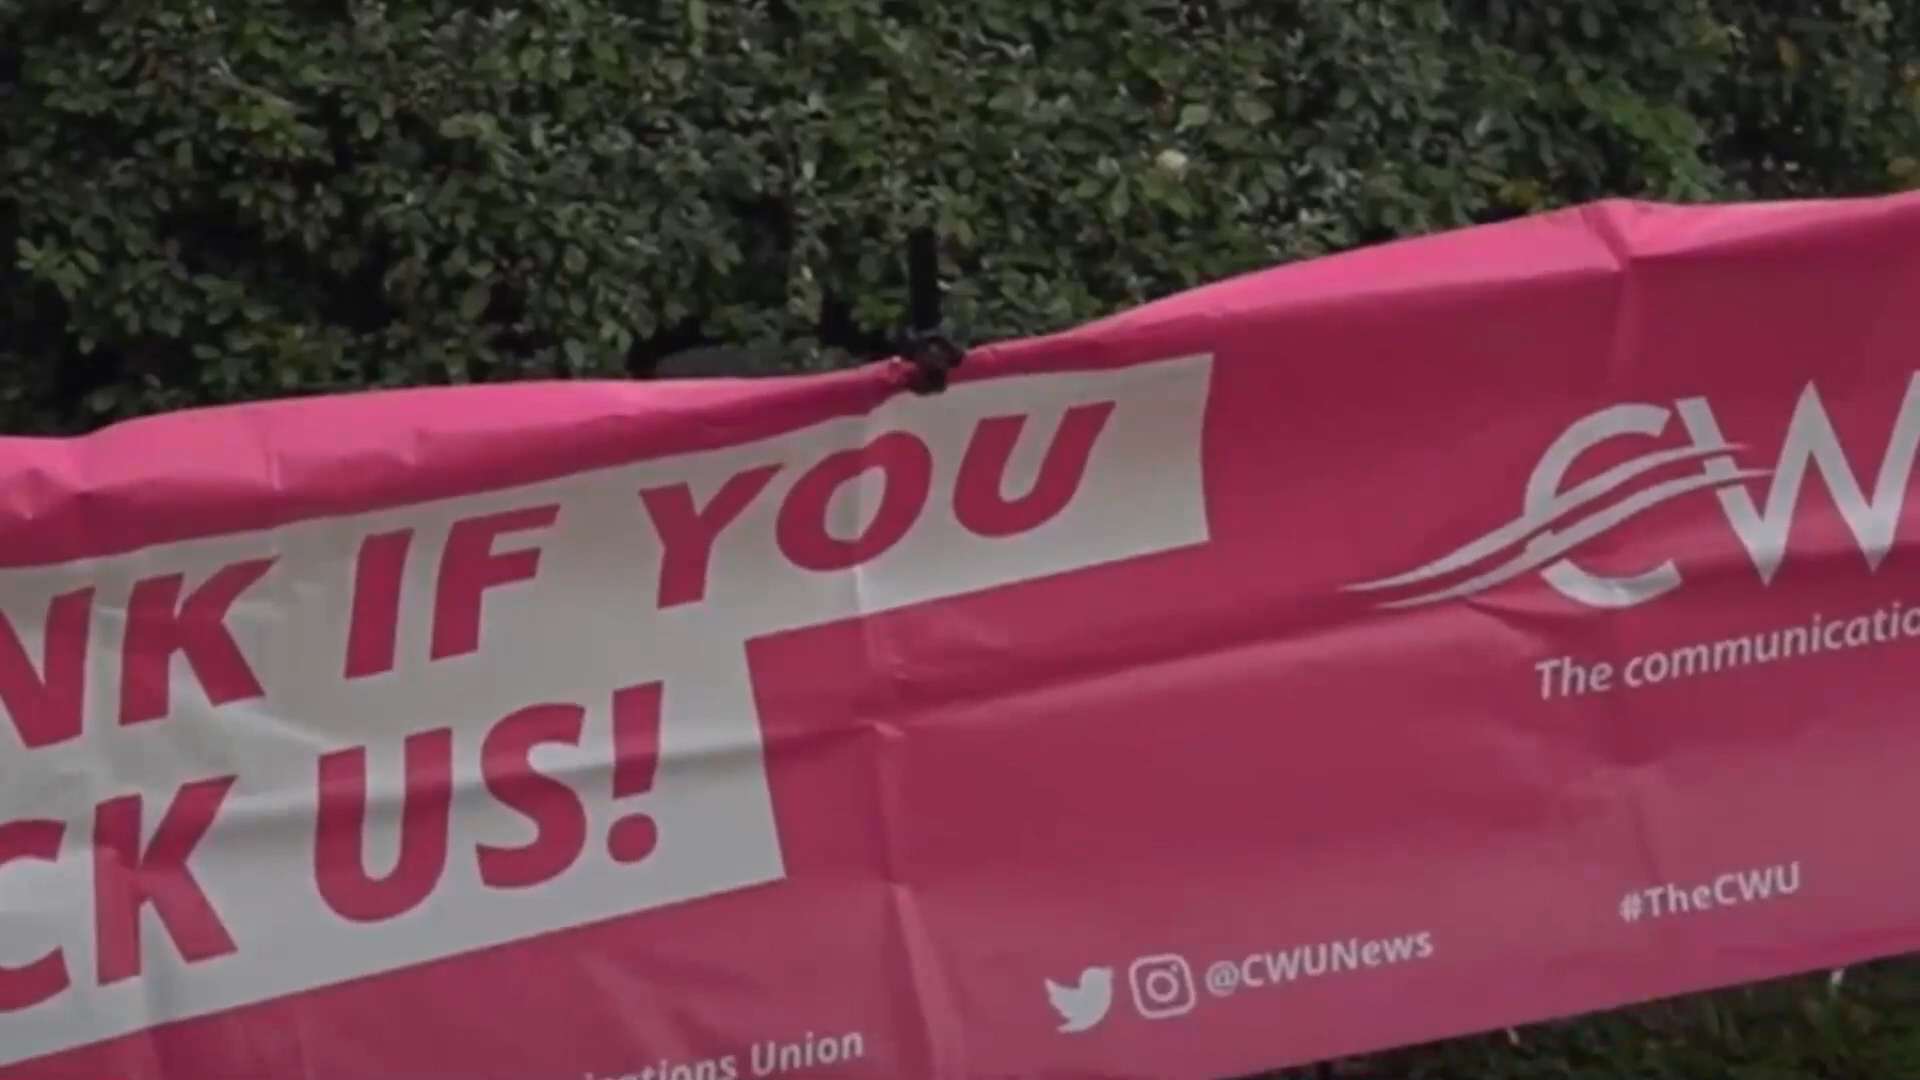 NK IF YOU
CK US!
CW
The communicatio
#TheCWU
@CWUNews
ications Union